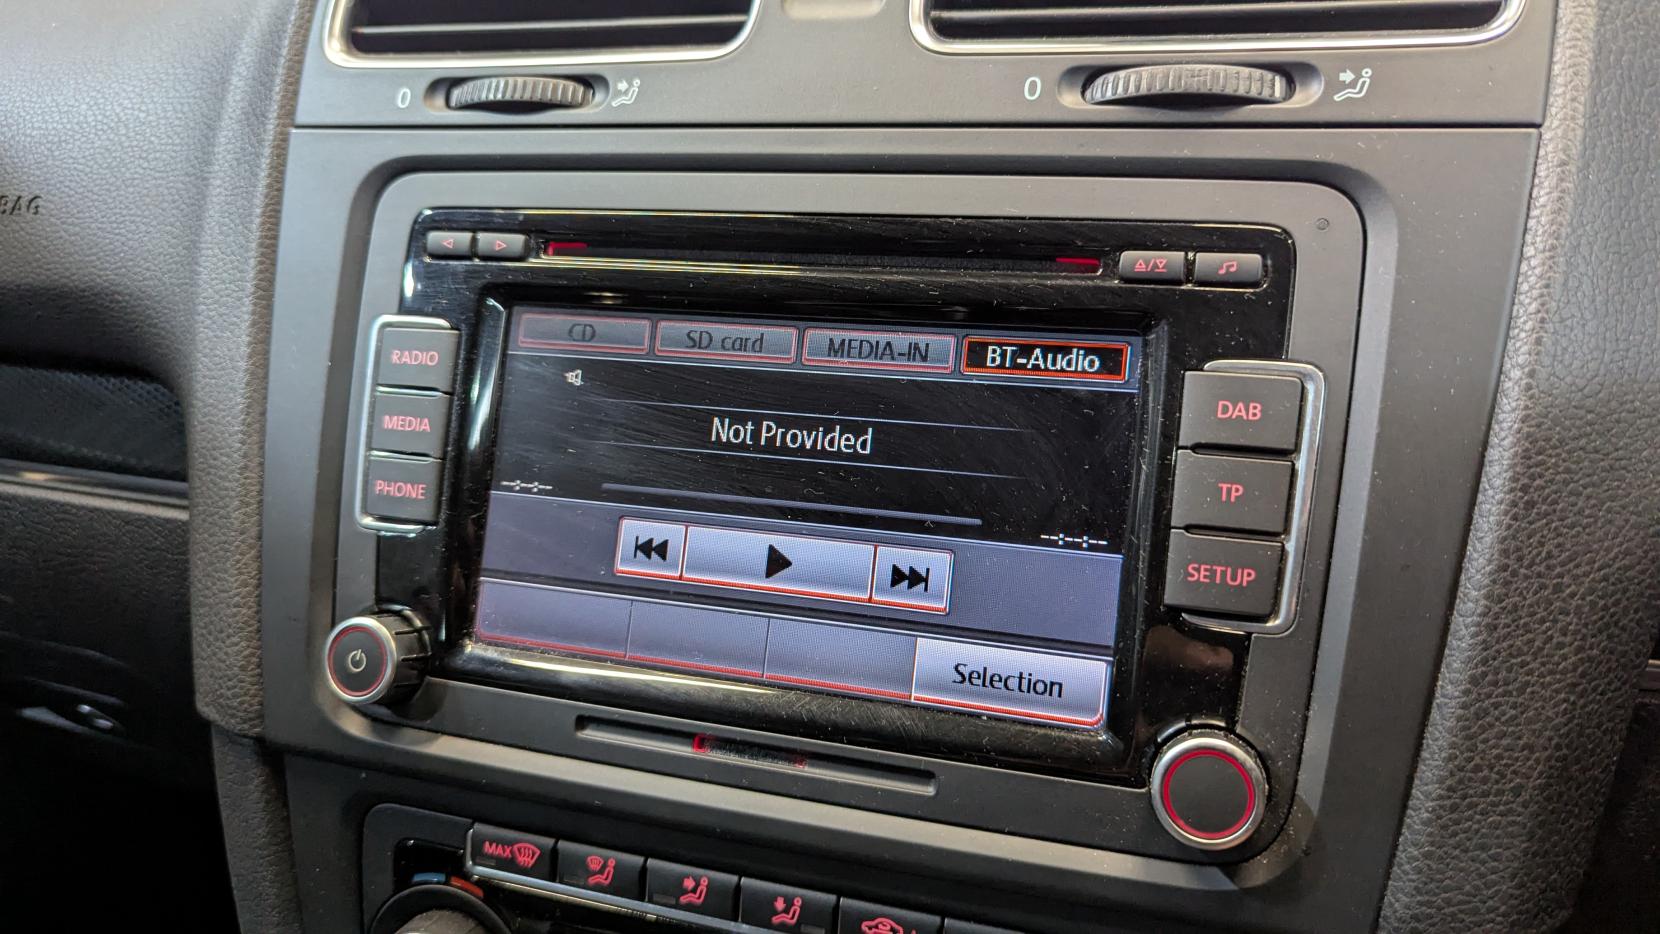 0
0
BAG
CD SD card MEDIA-IN BT-Audio
RADIO
MEDIA
PHONE
Not Provided
--:--:--
--:--:--
Selection
DAB
TP
SETUP
MAX